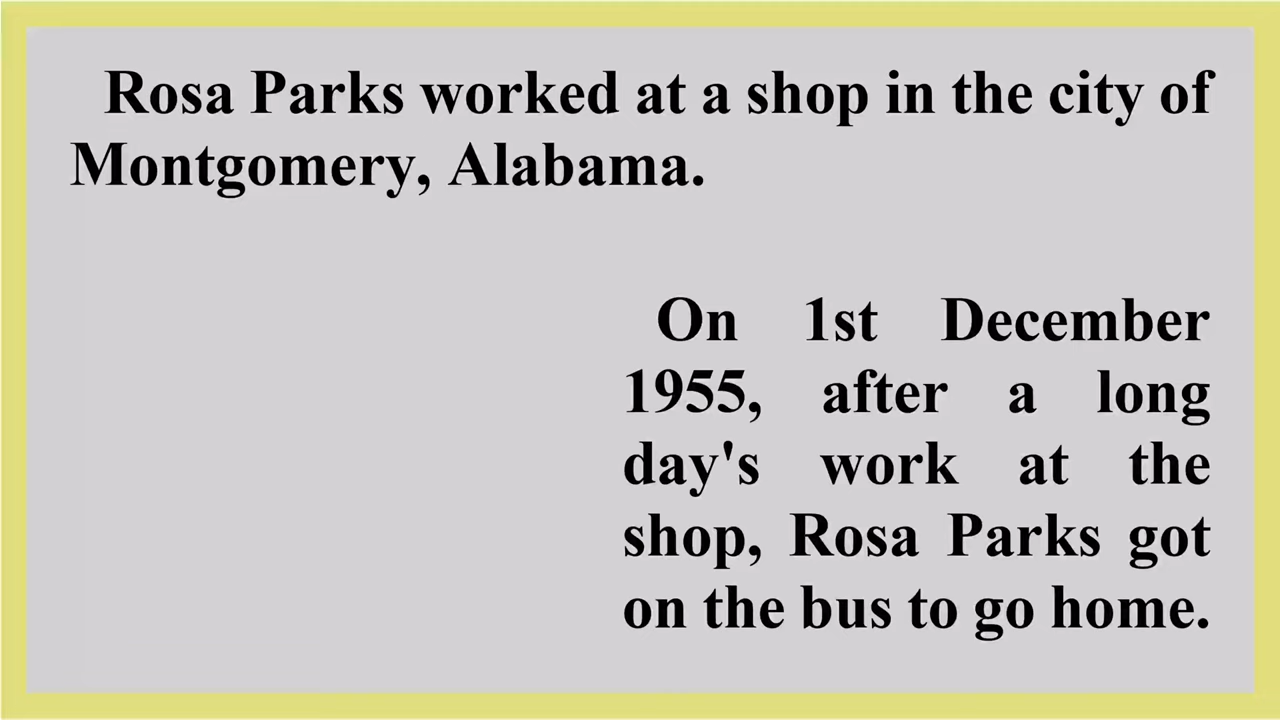 Rosa Parks worked at a shop in the city of
Montgomery, Alabama.
On 1st December
1955, after a long
day's work at the
shop, Rosa Parks got
on the bus to go home.